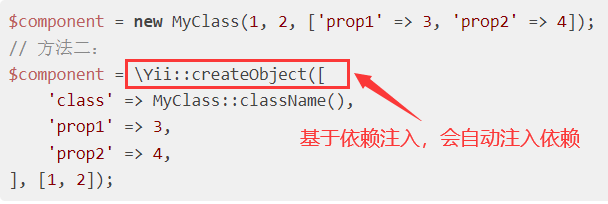 $component = new MyClass(1, 2, ['prop1' => 3, 'prop2' => 4]);
// 方法二：
$component = \Yii::createObject([
    'class' => MyClass::className(),
    'prop1' => 3,
基于依赖注入，会自动注入依赖
    'prop2' => 4,
], [1, 2]);